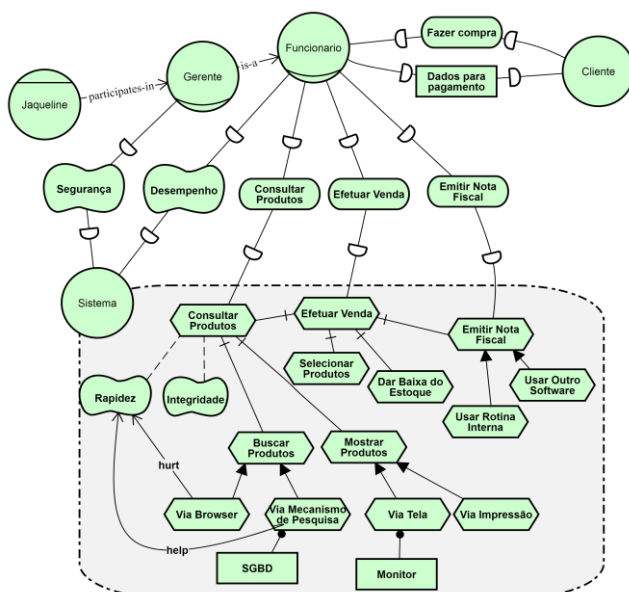 Fazer compra
Funcionario
Gerente
is-a
Dados para
pagamento
Cliente
Jaqueline
participates-in
Segurança
Desempenho
Consultar
Produtos
Efetuar Venda
Emitir Nota
Fiscal
Sistema
Consultar
Produtos
Efetuar Venda
Emitir Nota
Fiscal
Selecionar
Produtos
Dar Baixa do
Estoque
Usar Outro
Software
Rapidez
Integridade
Usar Rotina
Interna
Buscar
Produtos
Mostrar
Produtos
hurt
Via Browser
Via Mecanismo
de Pesquisa
Via Tela
Via Impressão
help
SGBD
Monitor